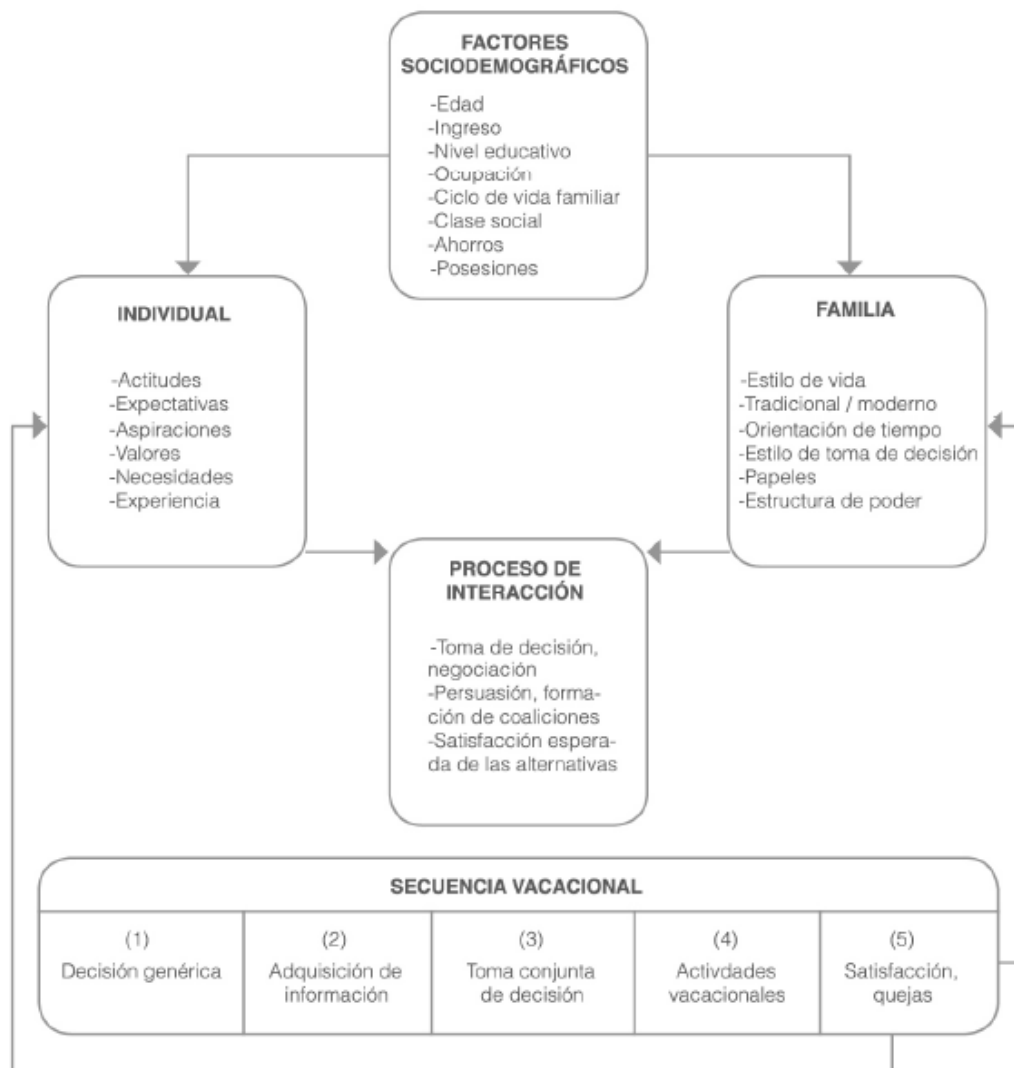 FACTORES
SOCIODEMOGRÁFICOS
-Edad
-Ingreso
-Nivel educativo
-Ocupación
-Ciclo de vida familiar
-Clase social
-Ahorros
-Posesiones
INDIVIDUAL
-Actitudes
-Expectativas
-Aspiraciones
-Valores
-Necesidades
-Experiencia
FAMILIA
-Estilo de vida
-Tradicional / moderno
-Orientación de tiempo
-Estilo de toma de decisión
-Papeles
-Estructura de poder
PROCESO DE
INTERACCIÓN
-Toma de decisión,
negociación
-Persuasión, forma-
ción de coaliciones
-Satisfacción espera-
da de las alternativas
SECUENCIA VACACIONAL
(1)
Decisión genérica
(2)
Adquisición de
información
(3)
Toma conjunta
de decisión
(4)
Activdades
vacacionales
(5)
Satisfacción,
quejas